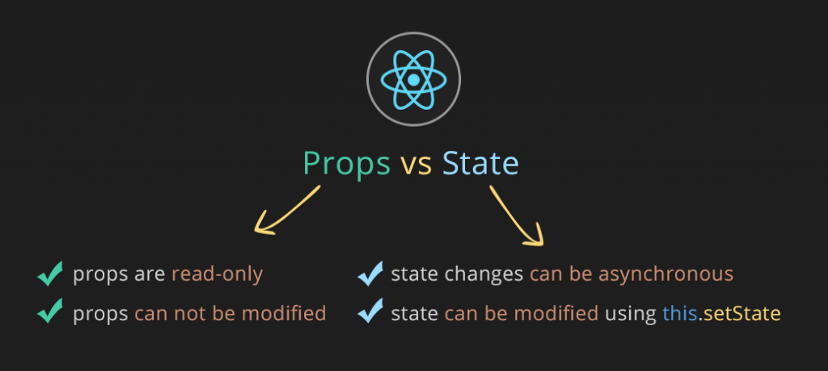 Props vs State
props are read-only
props can not be modified
state changes can be asynchronous
state can be modified using this.setState